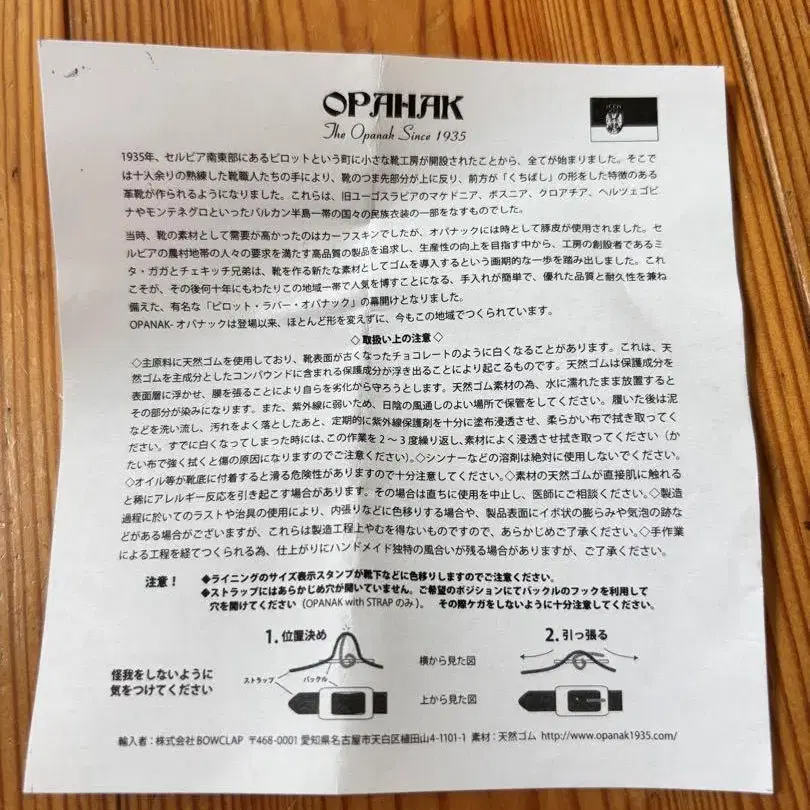 OPAHAK
The Opanak Since 1935
1935年、セルビア南東部にあるピロットという町に小さな靴工房が開設されたことから、全てが始まりました。そこで
は十人余りの熟練した靴職人たちの手により、靴のつま先部分が上に反り、前方が「くちばし」の形をした特徴のある
革靴が作られるようになりました。これらは、旧ユーゴスラビアのマケドニア、ボスニア、クロアチア、ヘルツェゴビ
ナやモンテネグロといったバルカン半島一帯の国々の民族衣装の一部をなすものでした。
当時、靴の素材として需要が高かったのはカーフスキンでしたが、オパナックには時として豚皮が使用されました。セ
ルビアの農村地帯の人々の要求を満たす高品質の製品を追求し、生産性の向上を目指す中から、工房の創設者であるミ
タ・ガガとチェキッチ兄弟は、靴を作る新たな素材としてゴムを導入するという画期的な一歩を踏み出しました。これ
こそが、その後何十年にもわたりこの地域一帯で人気を博すことになる、手入れが簡単で、優れた品質と耐久性を兼ね
備えた、有名な「ピロット・ラバー・オパナック」の幕開けとなりました。
OPANAK-オパナックは登場以来、ほとんど形を変えずに、今もこの地域でつくられています。
◇取扱い上の注意◇
◇主原料に天然ゴムを使用しており、靴表面が古くなったチョコレートのように白くなることがあります。これは、天
然ゴムを主成分としたコンパウンドに含まれる保護成分が浮き出ることにより起こるものです。天然ゴムは保護成分を
表面層に浮かせ、膜を張ることにより自らを劣化から守ろうとします。天然ゴム素材の為、水に濡れたまま放置すると
その部分が染みになります。また、紫外線に弱いため、日陰の風通しのよい場所で保管をしてください。履いた後は泥
などを洗い流し、汚れをよく落としたあと、定期的に紫外線保護剤を十分に塗布浸透させ、柔らかい布で拭き取ってく
ださい。すでに白くなってしまった時には、この作業を2～3度繰り返し、素材によく浸透させ拭き取ってください（か
たい布で強く拭くと傷の原因になりますのでご注意ください）。◇シンナーなどの溶剤は絶対に使用しないでください。
◇オイル等が靴底に付着すると滑る危険性がありますので十分注意してください。◇素材の天然ゴムが直接肌に触れる
と稀にアレルギー反応を引き起こす場合があります。その場合は直ちに使用を中止し、医師にご相談ください。◇製造
過程に於いてのラストや治具の使用により、内張りなどに色移りする場合や、製品表面にイボ状の膨らみや気泡の跡な
どがある場合がございますが、これらは製造工程上やむを得ないものですので、あらかじめご了承ください。◇手作業
による工程を経てつくられる為、仕上がりにハンドメイド独特の風合いが残る場合がありますが、ご了承ください。
注意！ ◆ライニングのサイズ表示スタンプが靴下などに色移りしますのでご注意ください。
◆ストラップにはあらかじめ穴が開いていません。ご希望のポジションにてバックルのフックを利用して
穴を開けてください（OPANAK with STRAPのみ）。 その際ケガをしないように十分注意してください。
1. 位置決め 2. 引っ張る
横から見た図
怪我をしないように
気をつけてください
ストラップ バックル
上から見た図
輸入者：株式会社 BOWCLAP 〒468-0001 愛知県名古屋市天白区植田山4-1101-1 素材：天然ゴム http://www.opanak1935.com/